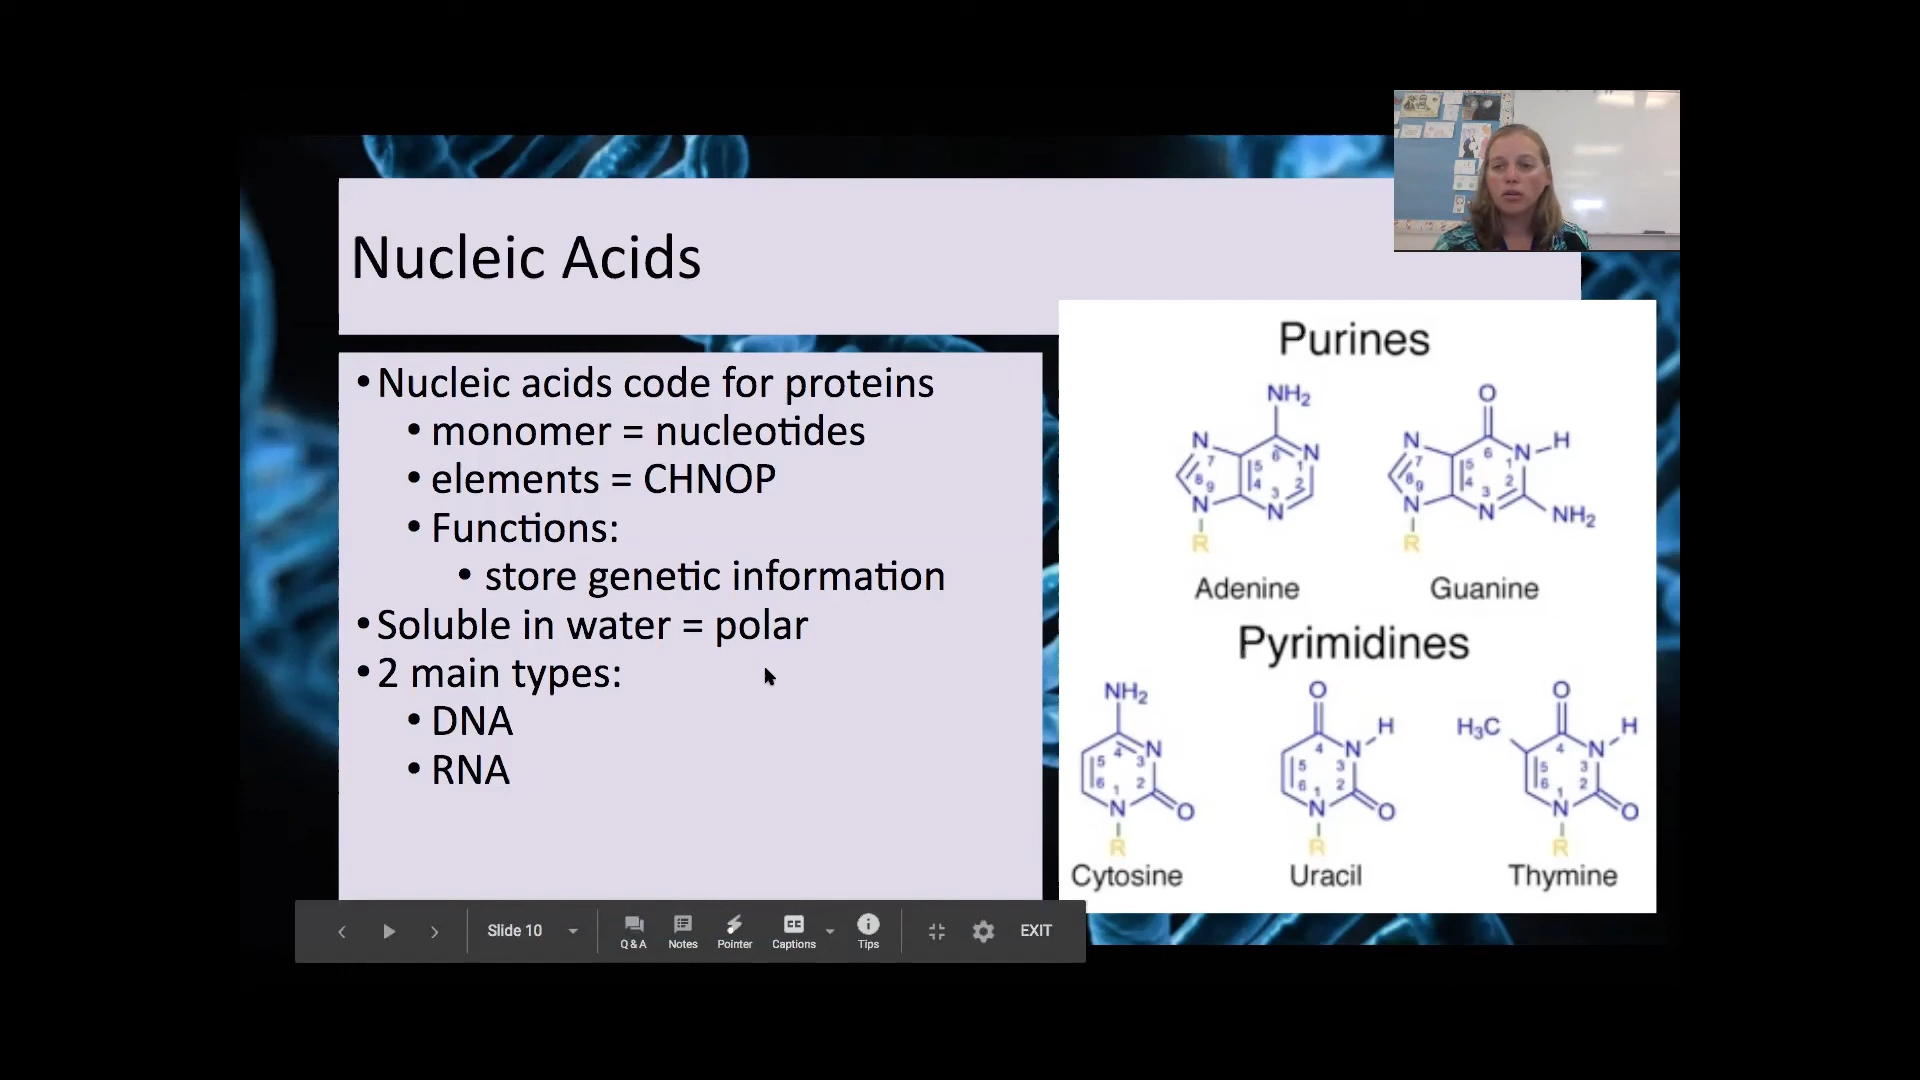 Nucleic Acids
•Nucleic acids code for proteins
•monomer = nucleotides
•elements = CHNOP
•Functions:
•store genetic information
•Soluble in water = polar
•2 main types:
•DNA
•RNA
Purines
NH2
N
7
8
9
N
R
5
4
6
N
1
2
3
N
Adenine
O
N
7
8
9
N
R
5
4
6
1
N
H
2
3
N
NH2
Guanine
Pyrimidines
NH2
4
N
3
5
6
1
2
N
O
R
Cytosine
O
4
N
H
3
5
6
1
2
N
O
R
Uracil
O
H3C
4
N
H
3
5
6
1
2
N
O
R
Thymine
Slide 10
Q & A
Notes
Pointer
CC
Captions
Tips
EXIT